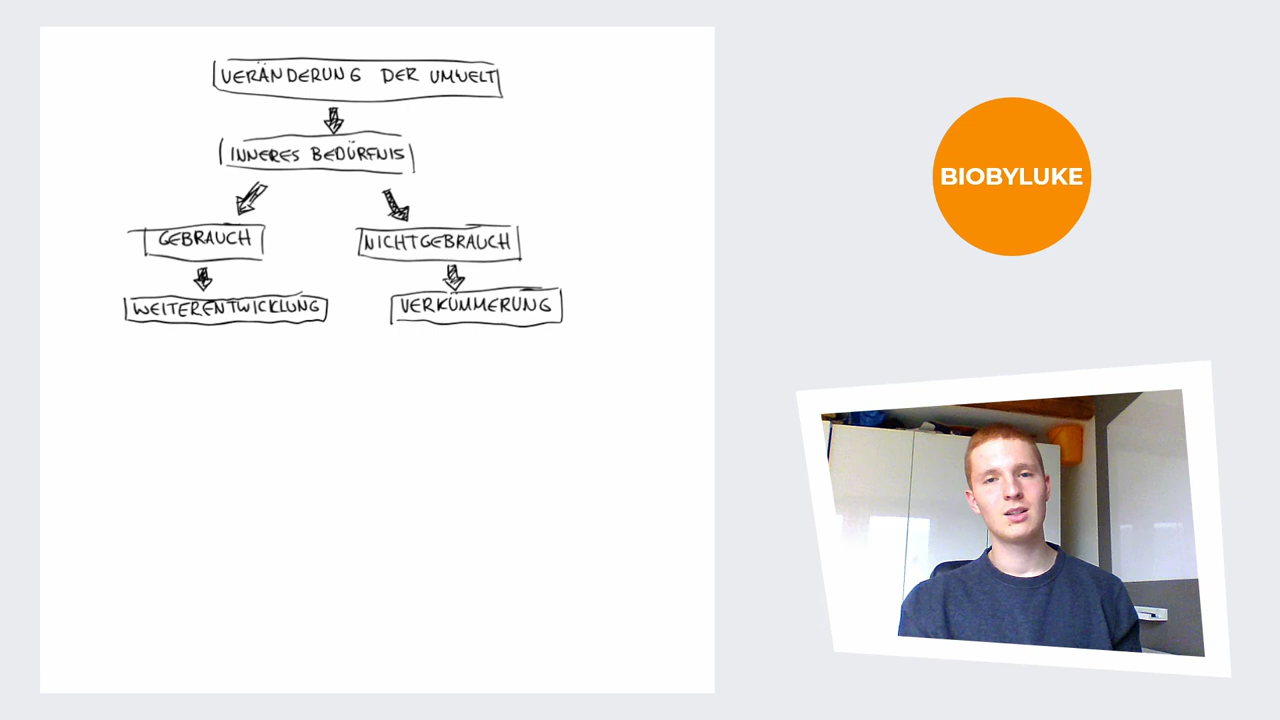 VERÄNDERUNG DER UMWELT
INNERES BEDÜRFNIS
GEBRAUCH
NICHTGEBRAUCH
WEITERENTWICKLUNG
VERKÜMMERUNG
BIOBYLUKE